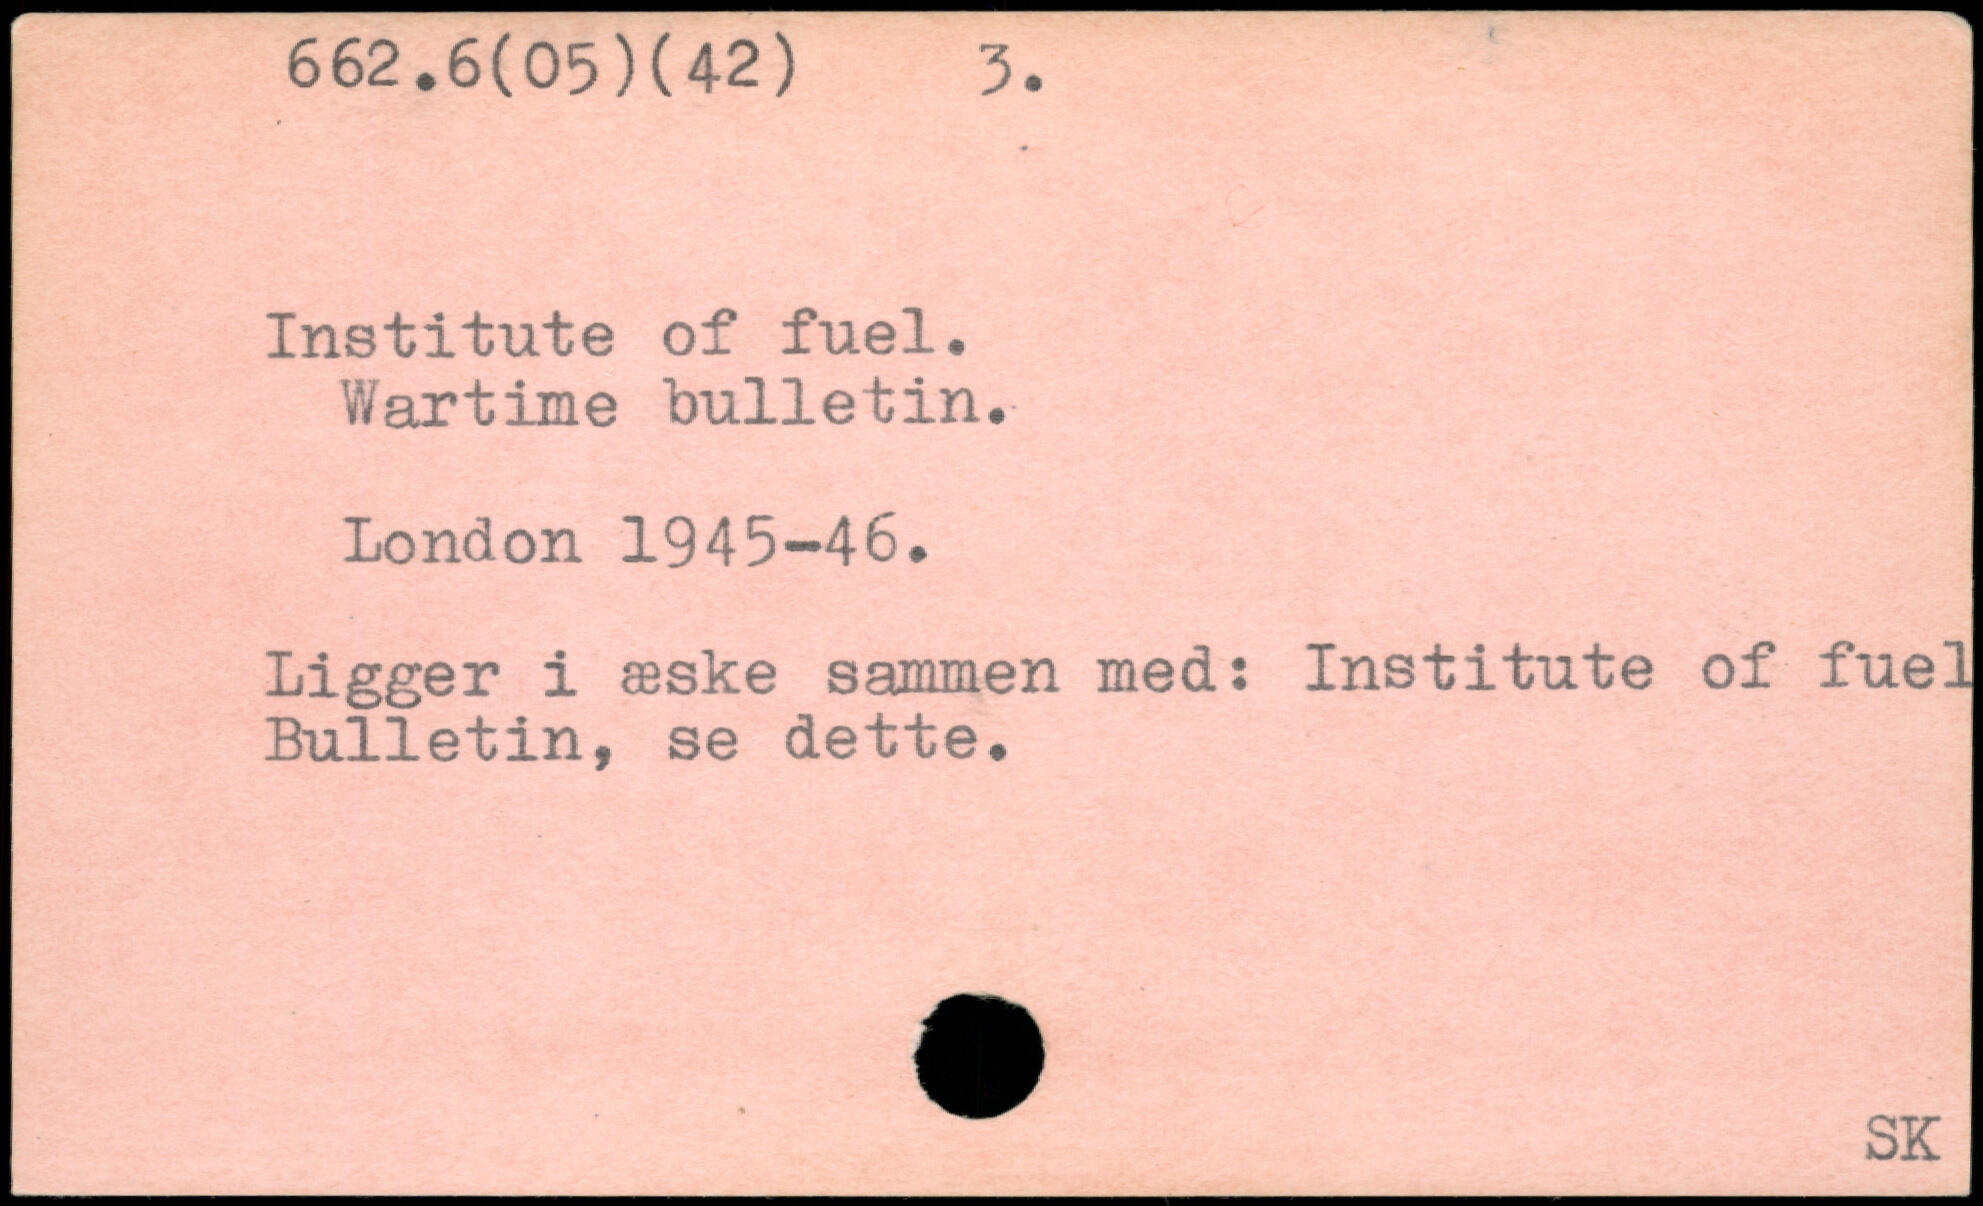 662.6(05)(42) 3.
Institute of fuel.
Wartime bulletin.
London 1945-46.
Ligger i æske sammen med: Institute of fuel
Bulletin, se dette.
SK